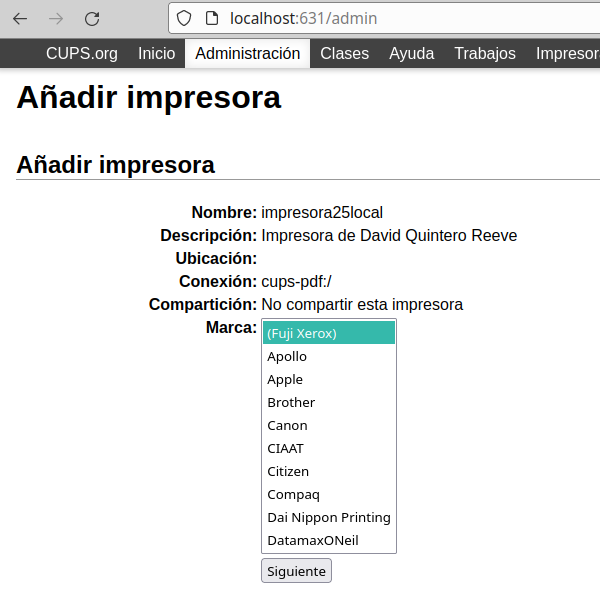 localhost:631/admin
CUPS.org Inicio Administración Clases Ayuda Trabajos Impresor
Añadir impresora
Añadir impresora
Nombre: impresora25local
Descripción: Impresora de David Quintero Reeve
Ubicación:
Conexión: cups-pdf:/
Compartición: No compartir esta impresora
Marca: (Fuji Xerox)
Apollo
Apple
Brother
Canon
CIAAT
Citizen
Compaq
Dai Nippon Printing
DatamaxONeil
Siguiente